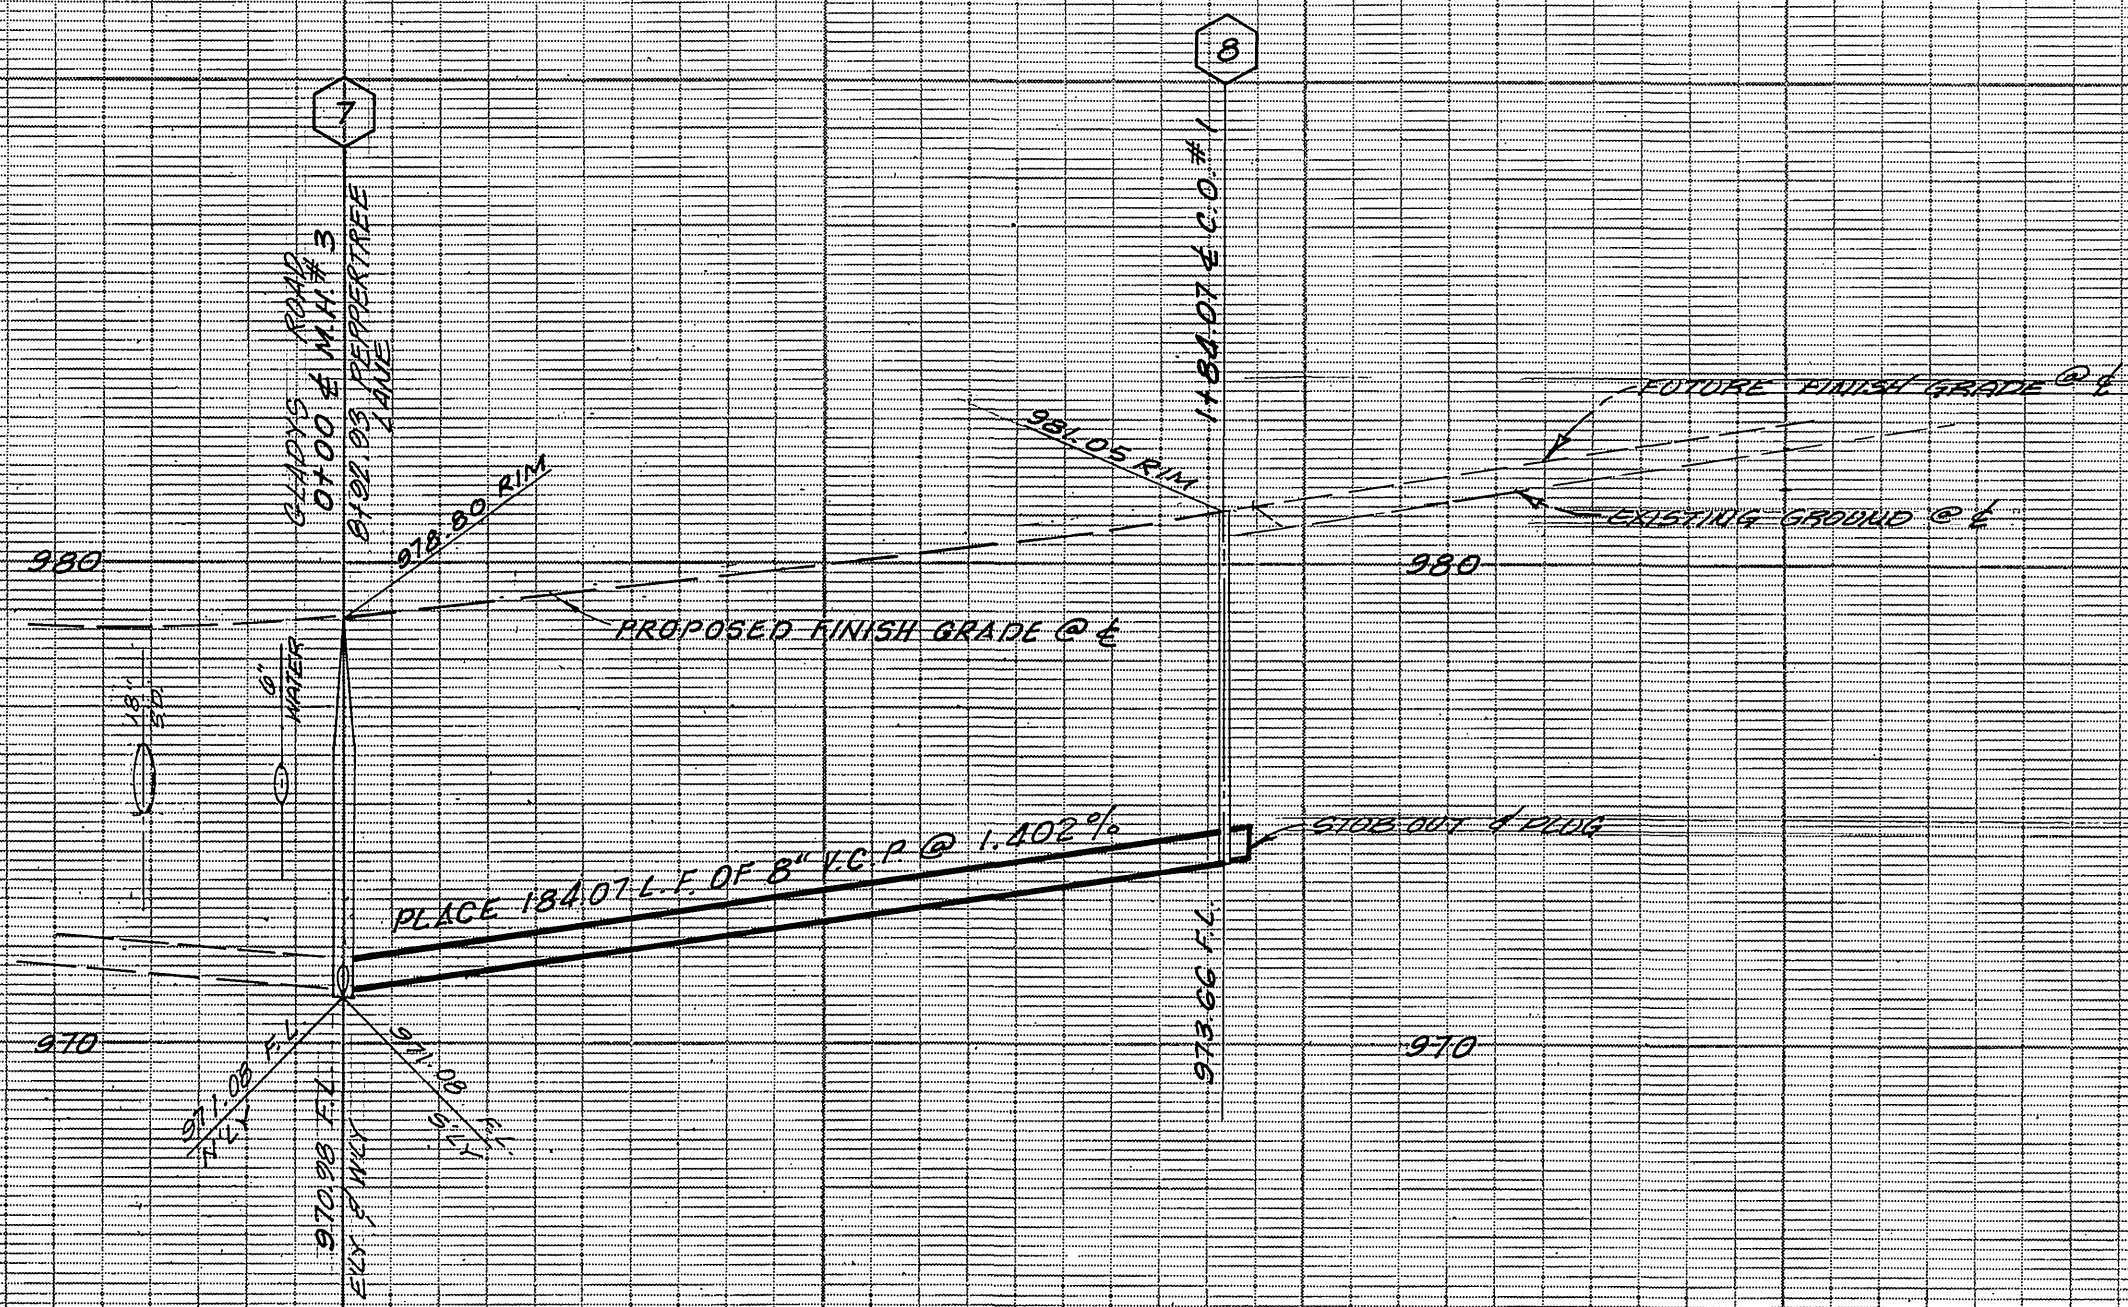 7
8
GLADYS ROAD
0+00 ℄ M.H.# 3
8+92.93 PEPPERTREE
LANE
978.80 RIM
981.05 RIM
1+84.07 ℄ C.O.# 1
FUTURE FINISH GRADE @ ℄
EXISTING GROUND @ ℄
980
980
PROPOSED FINISH GRADE @ ℄
18"
S.D.
6"
WATER
PLACE 184.07 L.F. OF 8" V.C.P. @ 1.402%
STUB OUT & PLUG
970
970
971.08 F.L.
N'LY
971.08 F.L.
S'LY
970.98 F.L.
E'LY & W'LY
973.66 F.L.